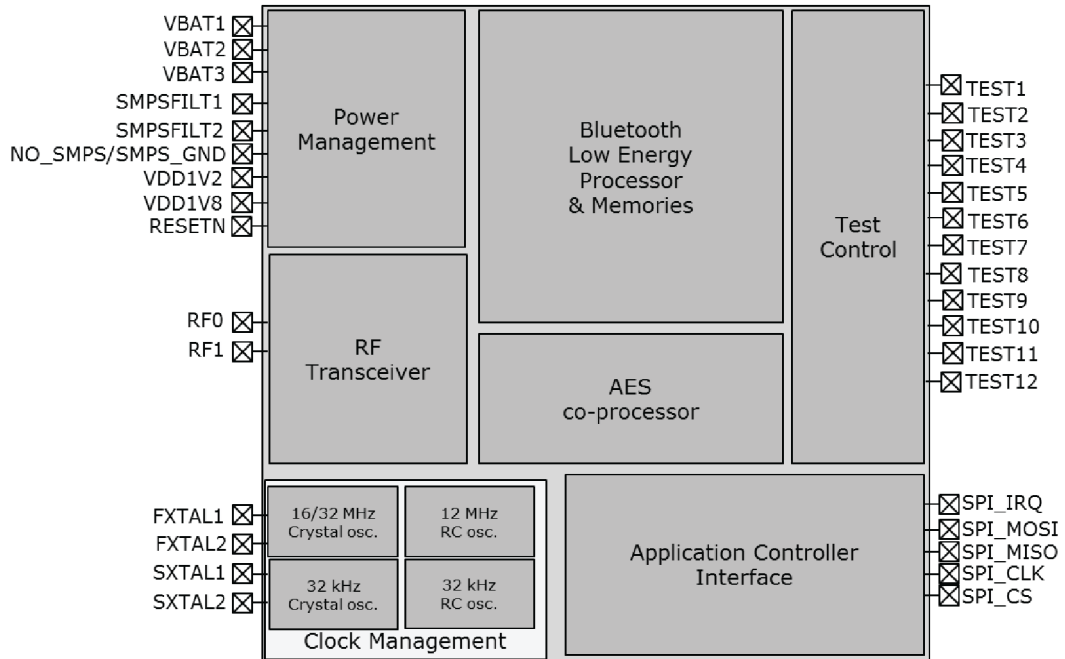 VBAT1
VBAT2
VBAT3
SMPSFILT1
SMPSFILT2
NO_SMPS/SMPS_GND
VDD1V2
VDD1V8
RESETN
RF0
RF1
FXTAL1
FXTAL2
SXTAL1
SXTAL2
Power
Management
RF
Transceiver
16/32 MHz
Crystal osc.
12 MHz
RC osc.
32 kHz
Crystal osc.
32 kHz
RC osc.
Clock Management
Bluetooth
Low Energy
Processor
& Memories
AES
co-processor
Application Controller
Interface
Test
Control
TEST1
TEST2
TEST3
TEST4
TEST5
TEST6
TEST7
TEST8
TEST9
TEST10
TEST11
TEST12
SPI_IRQ
SPI_MOSI
SPI_MISO
SPI_CLK
SPI_CS